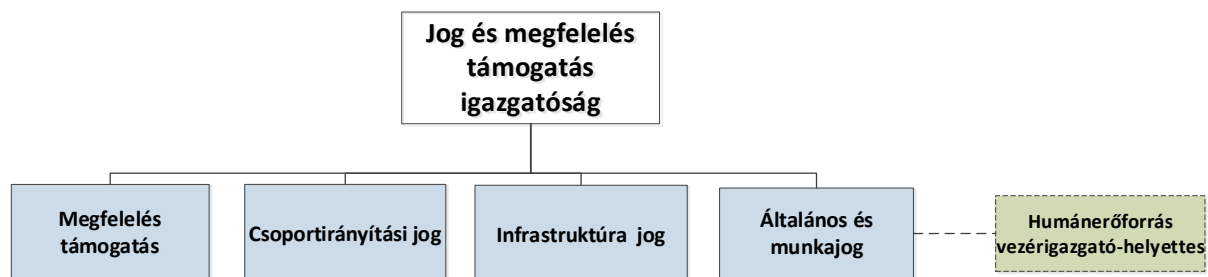 Jog és megfelelés
támogatás
igazgatóság
Megfelelés
támogatás
Csoportirányítási jog
Infrastruktúra jog
Általános és
munkajog
Humánerőforrás
vezérigazgató-helyettes